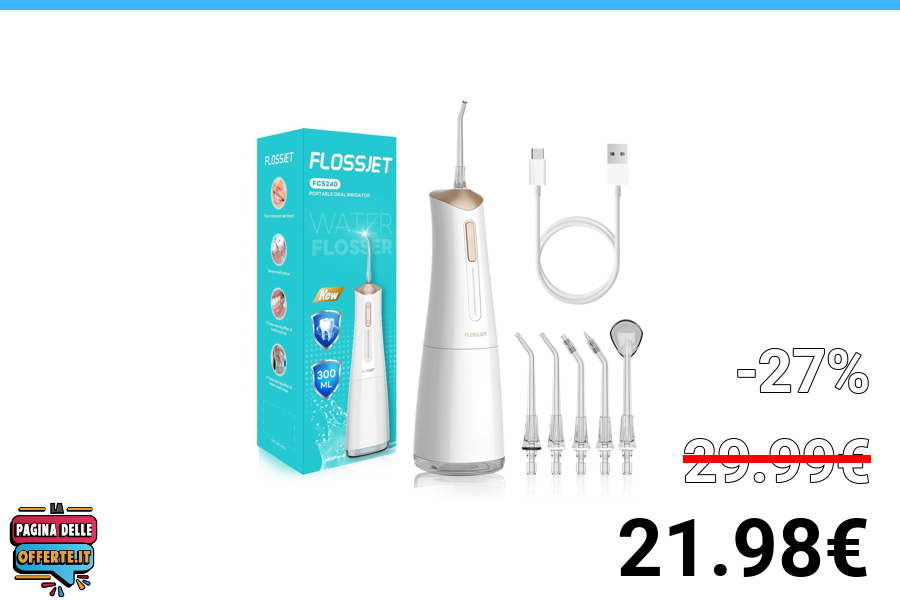 FLOSSJET
FLOSSJET
FC5240
PORTABLE ORAL IRRIGATOR
WATER
FLOSSER
New
300
ML
FLOSSJET
FLOSSJET
-27%
29.99€
21.98€
LA
PAGINA DELLE
OFFERTE.IT